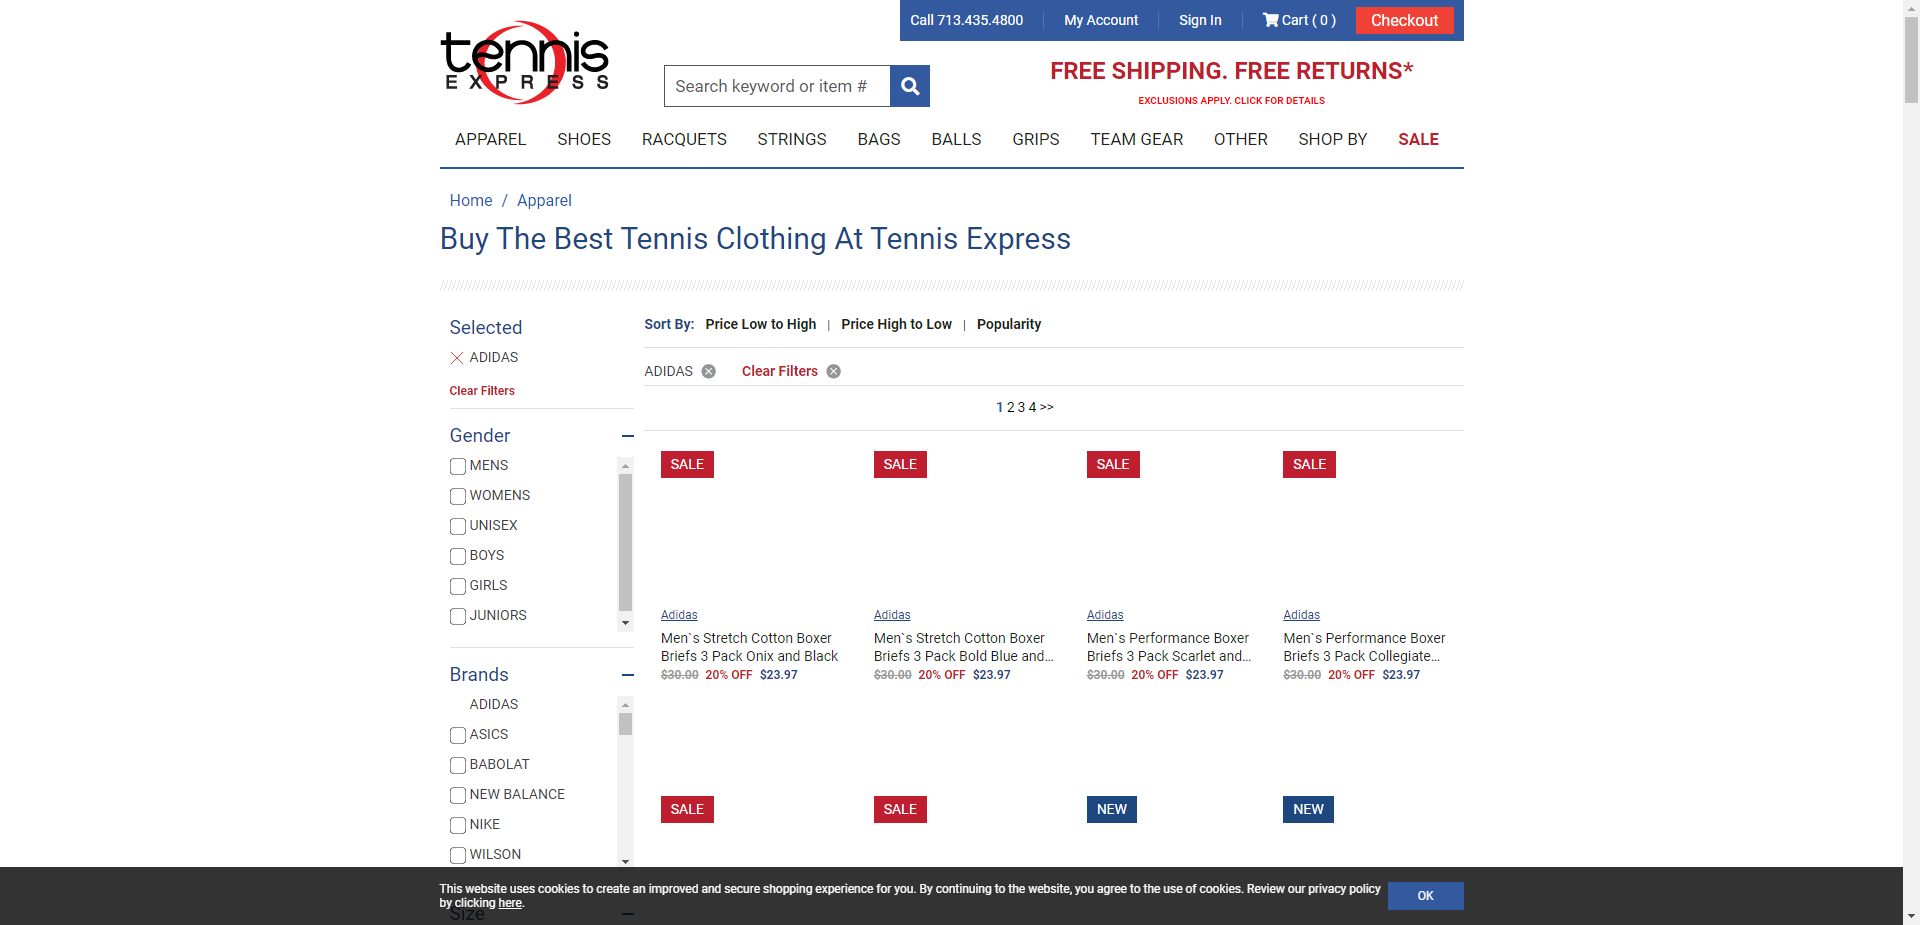 Call 713.435.4800
My Account
Sign In
Cart ( 0 )
Checkout
tennis
EXPRESS
Search keyword or item #
FREE SHIPPING. FREE RETURNS*
EXCLUSIONS APPLY. CLICK FOR DETAILS
APPAREL SHOES RACQUETS STRINGS BAGS BALLS GRIPS TEAM GEAR OTHER SHOP BY SALE
Home / Apparel
Buy The Best Tennis Clothing At Tennis Express
Selected
ADIDAS
Clear Filters
Gender
MENS
WOMENS
UNISEX
BOYS
GIRLS
JUNIORS
Brands
ADIDAS
ASICS
BABOLAT
NEW BALANCE
NIKE
WILSON
Size
Sort By: Price Low to High | Price High to Low | Popularity
ADIDAS Clear Filters
1 2 3 4 >>
SALE
Adidas
Men`s Stretch Cotton Boxer
Briefs 3 Pack Onix and Black
$30.00 20% OFF $23.97
SALE
Adidas
Men`s Stretch Cotton Boxer
Briefs 3 Pack Bold Blue and...
$30.00 20% OFF $23.97
SALE
Adidas
Men`s Performance Boxer
Briefs 3 Pack Scarlet and...
$30.00 20% OFF $23.97
SALE
Adidas
Men`s Performance Boxer
Briefs 3 Pack Collegiate...
$30.00 20% OFF $23.97
SALE
SALE
NEW
NEW
This website uses cookies to create an improved and secure shopping experience for you. By continuing to the website, you agree to the use of cookies. Review our privacy policy
by clicking here.
OK